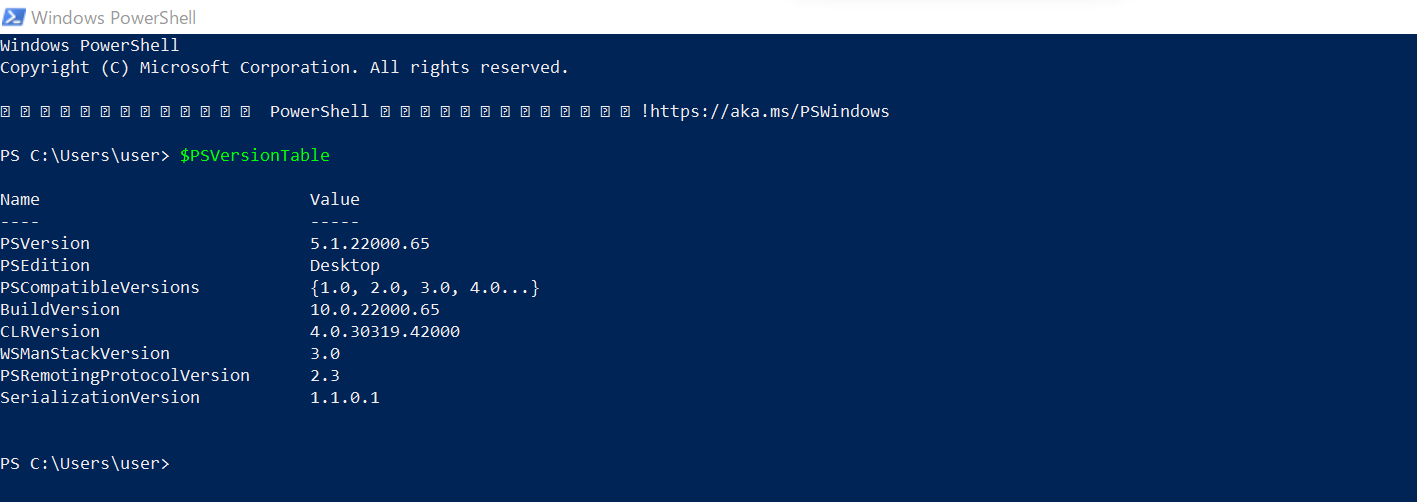 Windows PowerShell
Windows PowerShell
Copyright (C) Microsoft Corporation. All rights reserved.
PowerShell !https://aka.ms/PSWindows
PS C:\Users\user> $PSVersionTable
Name Value
---- -----
PSVersion 5.1.22000.65
PSEdition Desktop
PSCompatibleVersions {1.0, 2.0, 3.0, 4.0...}
BuildVersion 10.0.22000.65
CLRVersion 4.0.30319.42000
WSManStackVersion 3.0
PSRemotingProtocolVersion 2.3
SerializationVersion 1.1.0.1
PS C:\Users\user>